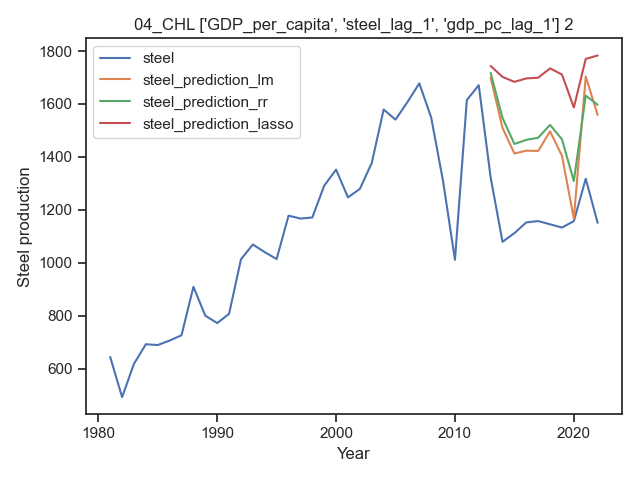 04_CHL ['GDP_per_capita', 'steel_lag_1', 'gdp_pc_lag_1'] 2
steel
steel_prediction_lm
steel_prediction_rr
steel_prediction_lasso
1800
1600
1400
1200
1000
800
600
Steel production
1980
1990
2000
2010
2020
Year